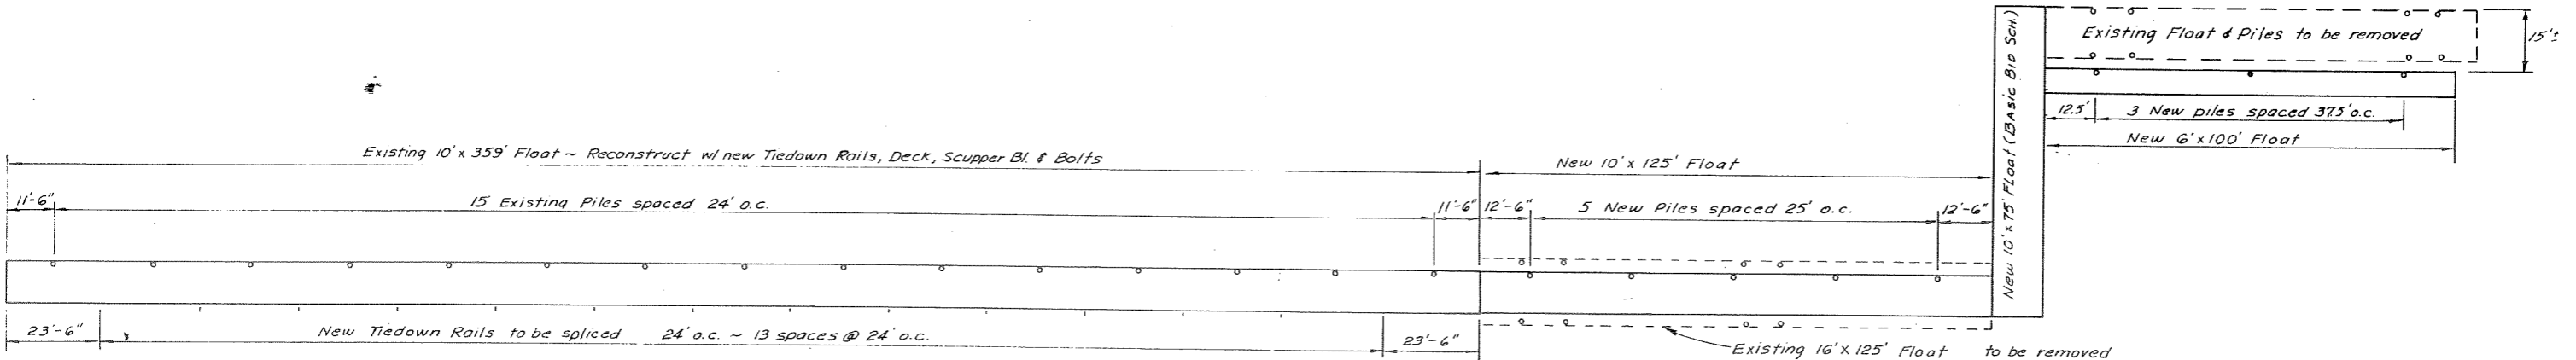 Existing Float & Piles to be removed
15'±
New 10' x 75' Float (Basic Bid Sch.)
12.5'
3 New piles spaced 37.5' o.c.
New 6' x 100' Float
Existing 10' x 359' Float ~ Reconstruct w/ new Tiedown Rails, Deck, Scupper Bl. & Bolts
New 10' x 125' Float
11'-6"
15 Existing Piles spaced 24' o.c.
11'-6"
12'-6"
5 New Piles spaced 25' o.c.
12'-6"
23'-6"
New Tiedown Rails to be spliced 24' o.c. ~ 13 spaces @ 24' o.c.
23'-6"
Existing 16' x 125' Float to be removed